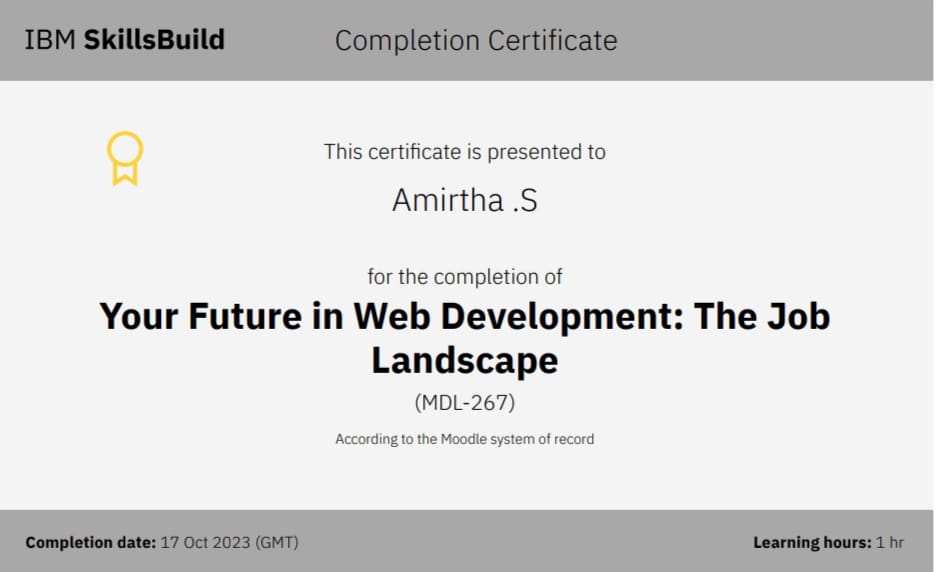 IBM SkillsBuild
Completion Certificate
This certificate is presented to
Amirtha .S
for the completion of
Your Future in Web Development: The Job
Landscape
(MDL-267)
According to the Moodle system of record
Completion date: 17 Oct 2023 (GMT)
Learning hours: 1 hr